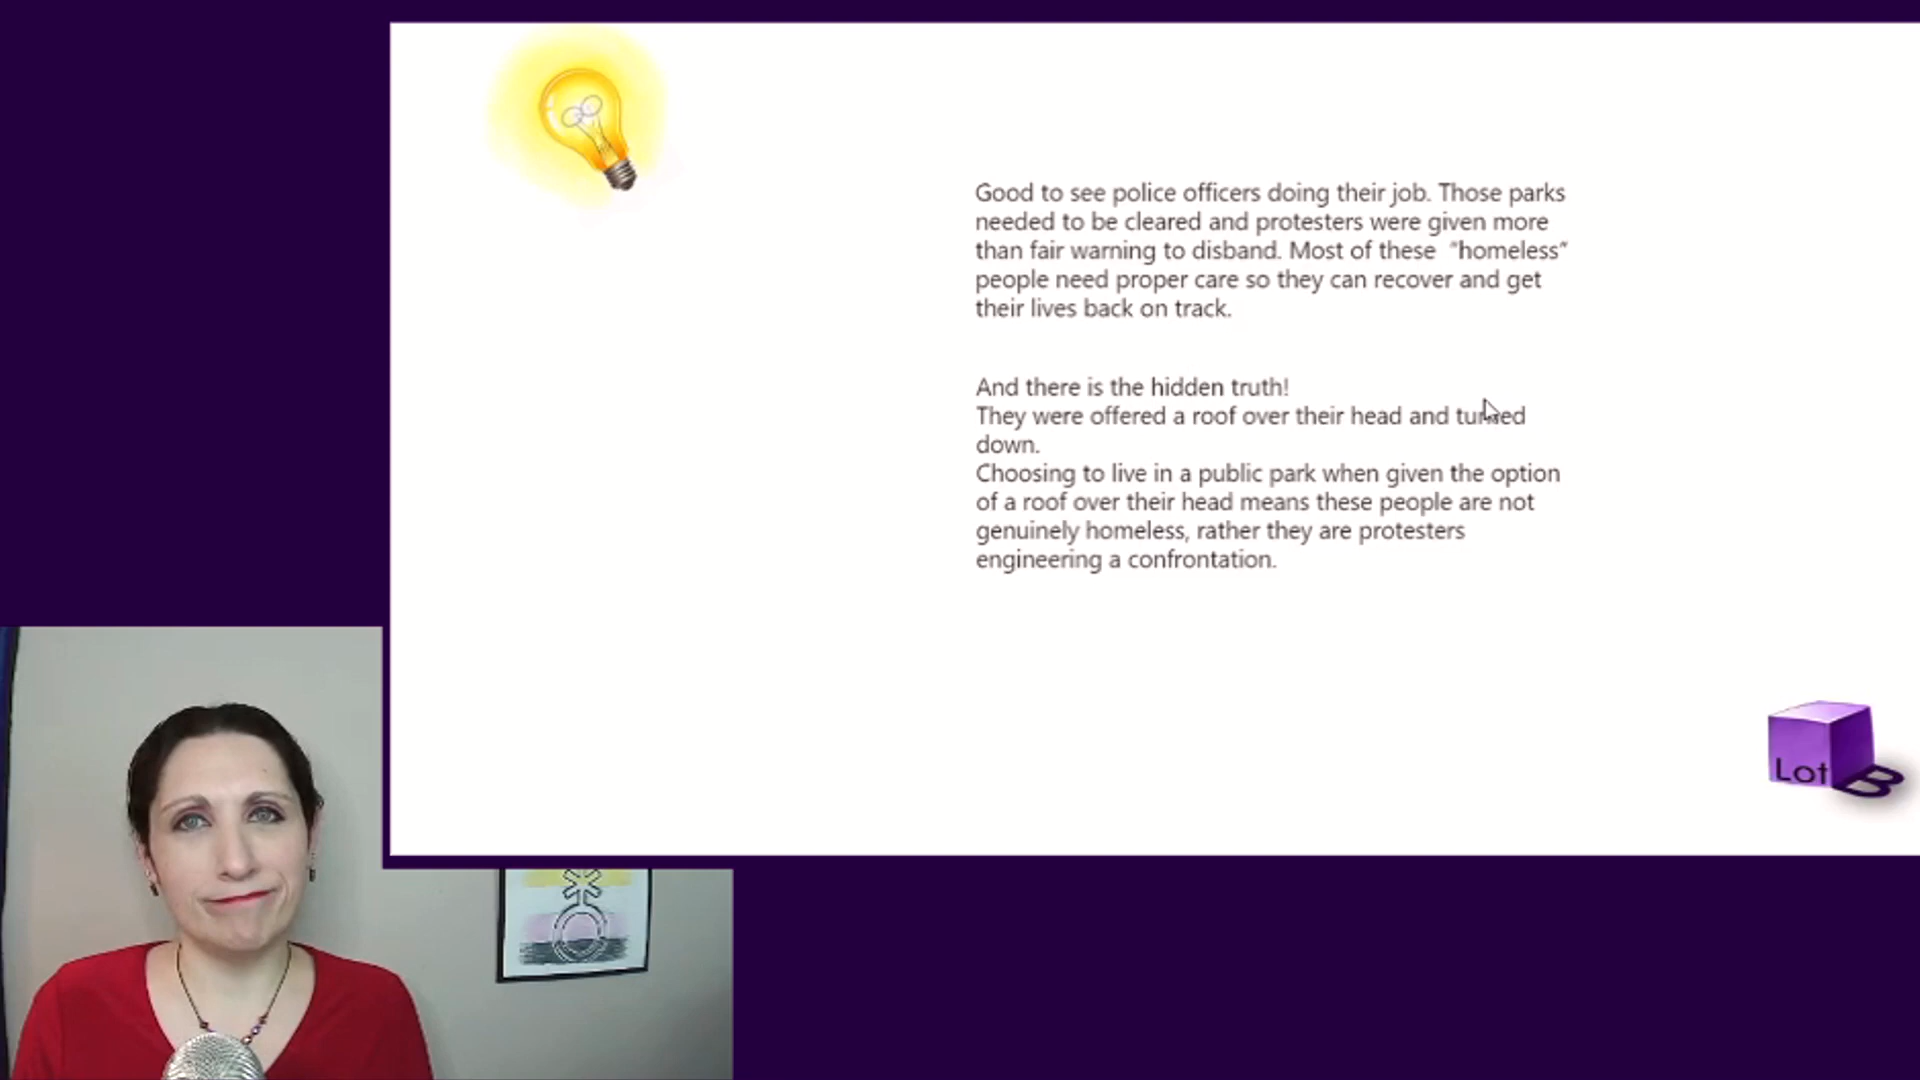 Good to see police officers doing their job. Those parks
needed to be cleared and protesters were given more
than fair warning to disband. Most of these "homeless"
people need proper care so they can recover and get
their lives back on track.
And there is the hidden truth!
They were offered a roof over their head and turned
down.
Choosing to live in a public park when given the option
of a roof over their head means these people are not
genuinely homeless, rather they are protesters
engineering a confrontation.
Lot
B